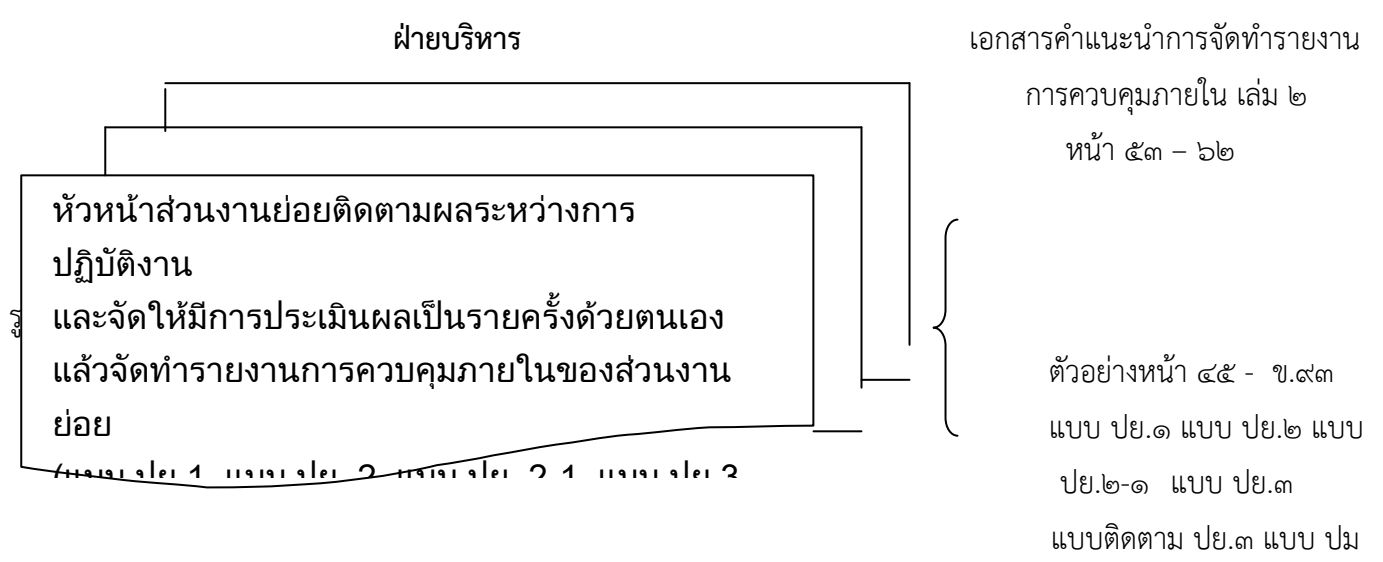 ฝ่ายบริหาร
เอกสารคำแนะนำการจัดทำรายงาน
การควบคุมภายใน เล่ม ๒
หน้า ๕๓ – ๖๒
หัวหน้าส่วนงานย่อยติดตามผลระหว่างการ
ปฏิบัติงาน
และจัดให้มีการประเมินผลเป็นรายครั้งด้วยตนเอง
แล้วจัดทำรายงานการควบคุมภายในของส่วนงาน
ย่อย
ตัวอย่างหน้า ๔๕ - ข.๙๓
แบบ ปย.๑ แบบ ปย.๒ แบบ
ปย.๒-๑ แบบ ปย.๓
แบบติดตาม ปย.๓ แบบ ปม